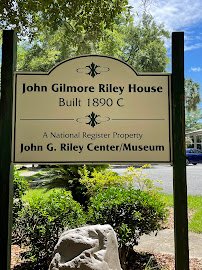 John Gilmore Riley House
Built 1890 C
A National Register Property
John G. Riley Center/Museum